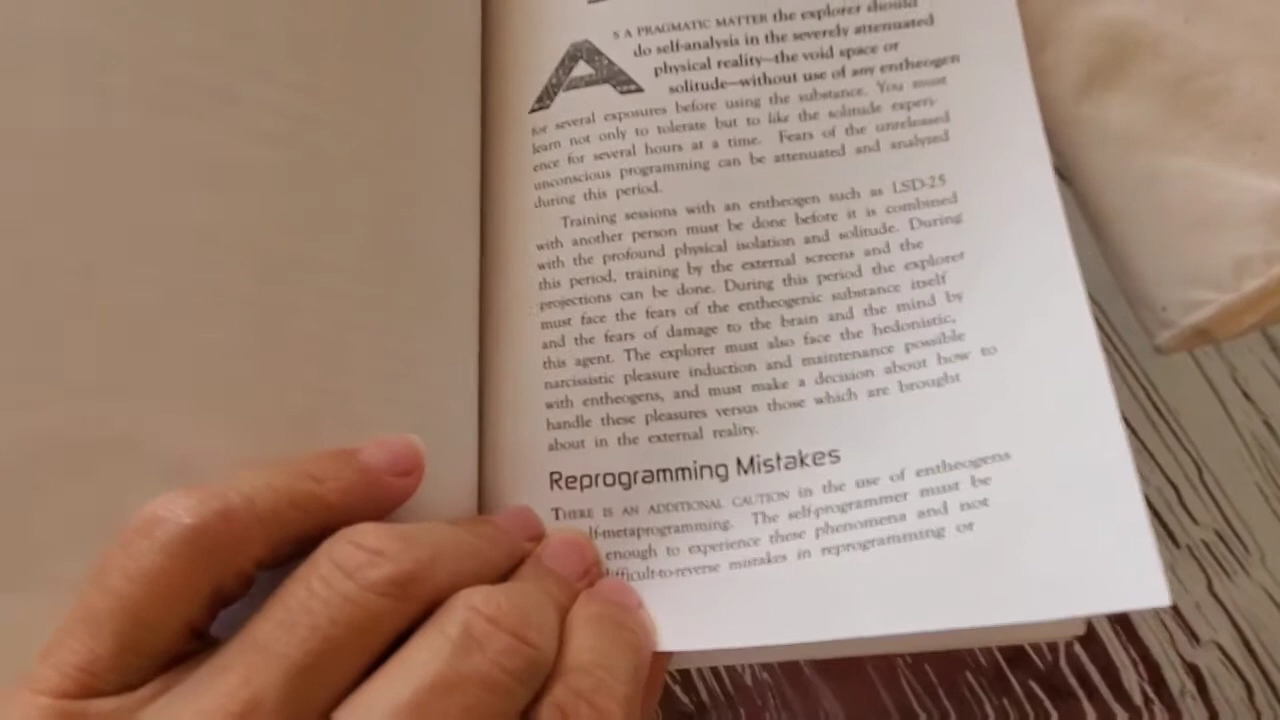 AS A PRAGMATIC MATTER the explorer should
do self-analysis in the severely attenuated
physical reality—the void space or
solitude—without use of any entheogen
for several exposures before using the substance. You must
learn not only to tolerate but to like the solitude experi-
ence for several hours at a time. Fears of the unreleased
unconscious programming can be attenuated and analyzed
during this period.
Training sessions with an entheogen such as LSD-25
with another person must be done before it is combined
with the profound physical isolation and solitude. During
this period, training by the external screens and the
projections can be done. During this period the explorer
must face the fears of the entheogenic substance itself
and the fears of damage to the brain and the mind by
this agent. The explorer must also face the hedonistic,
narcissistic pleasure induction and maintenance possible
with entheogens, and must make a decision about how to
handle these pleasures versus those which are brought
about in the external reality.
Reprogramming Mistakes
THERE IS AN ADDITIONAL CAUTION in the use of entheogens
lf-metaprogramming. The self-programmer must be
enough to experience these phenomena and not
difficult-to-reverse mistakes in reprogramming or